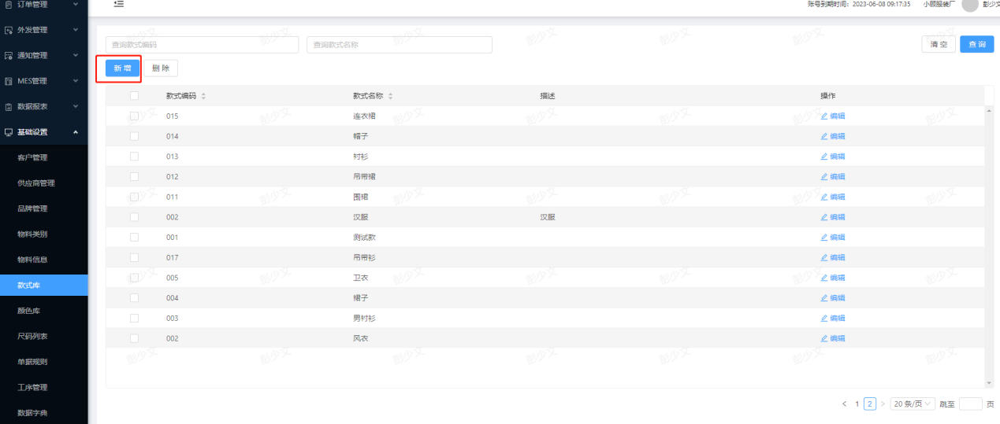 订单管理
账号到期时间：2023-06-08 09:17:35 小顾服装厂 彭少文
外发管理
通知管理
MES管理
数据报表
基础设置
客户管理
供应商管理
品牌管理
物料类别
物料信息
款式库
颜色库
尺码列表
单据规则
工序管理
数据字典
查询款式编码 查询款式名称 清 空 查 询
新 增 删 除
款式编码 款式名称 描述 操作
015 连衣裙 编辑
014 帽子 编辑
013 衬衫 编辑
012 吊带裙 编辑
011 围裙 编辑
002 汉服 汉服 编辑
001 测试款 编辑
017 吊带衫 编辑
005 卫衣 编辑
004 裙子 编辑
003 男衬衫 编辑
002 风衣 编辑
< 1 2 > 20 条/页 跳至 页
彭少文